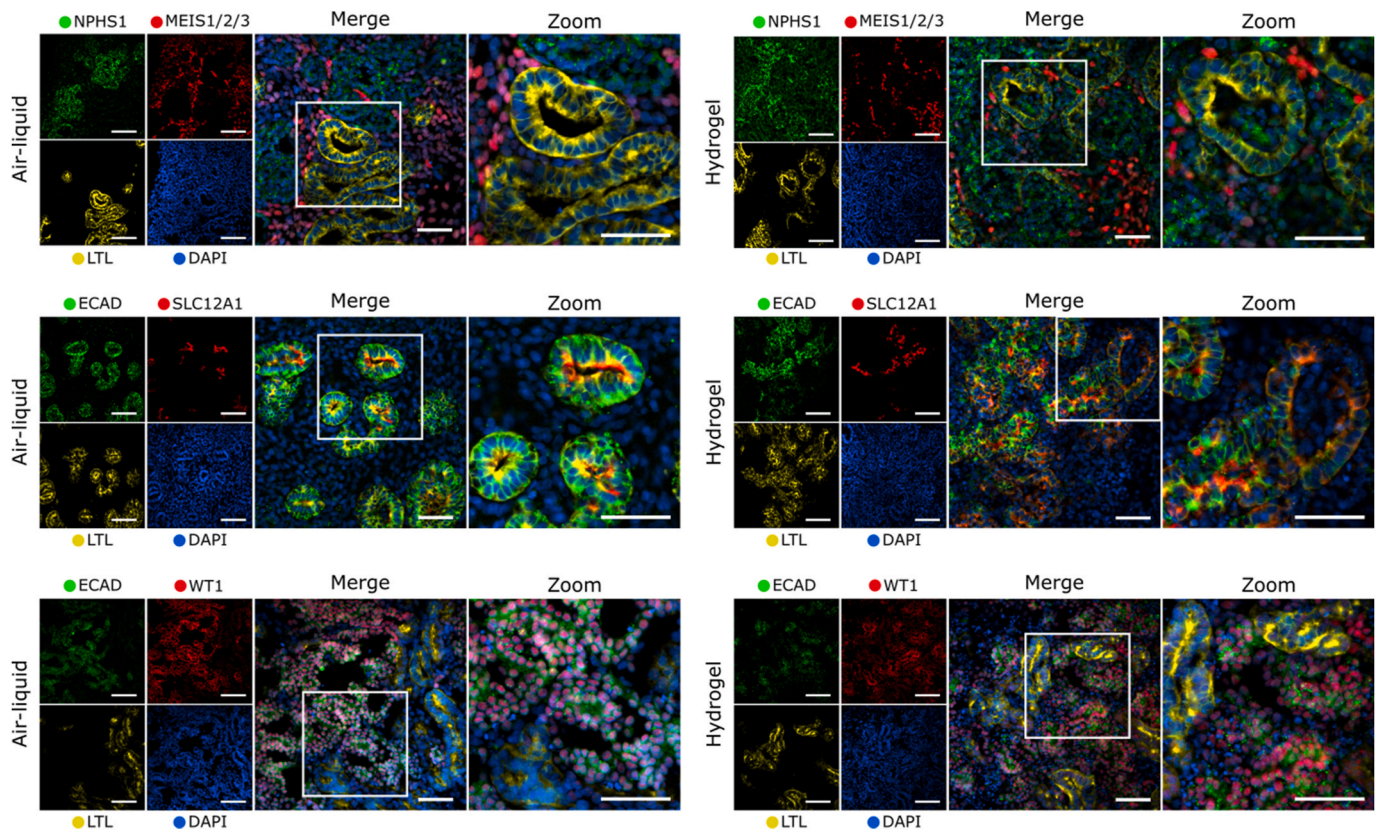 NPHS1 MEIS1/2/3 Merge Zoom
Air-liquid
LTL DAPI
NPHS1 MEIS1/2/3 Merge Zoom
Hydrogel
LTL DAPI
ECAD SLC12A1 Merge Zoom
Air-liquid
LTL DAPI
ECAD SLC12A1 Merge Zoom
Hydrogel
LTL DAPI
ECAD WT1 Merge Zoom
Air-liquid
LTL DAPI
ECAD WT1 Merge Zoom
Hydrogel
LTL DAPI